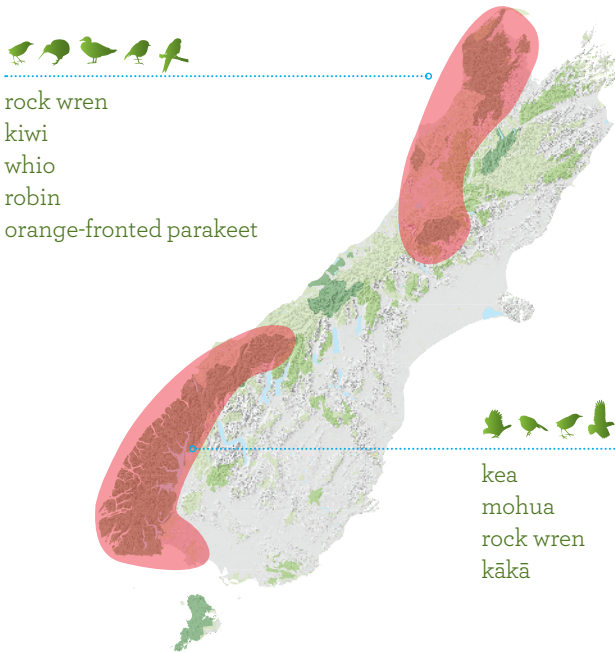 rock wren
kiwi
whio
robin
orange-fronted parakeet
kea
mohua
rock wren
kākā